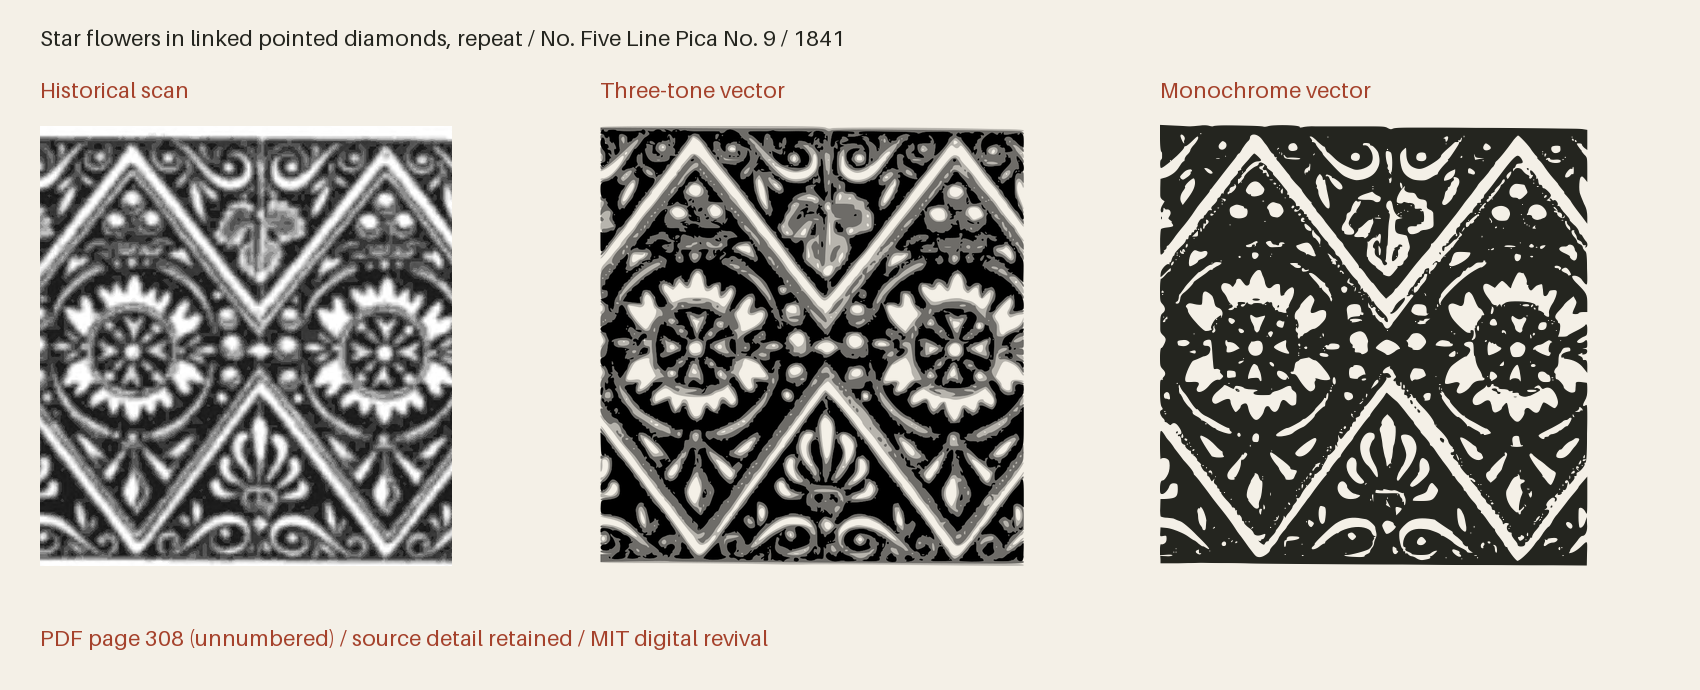 Star flowers in linked pointed diamonds, repeat / No. Five Line Pica No. 9 / 1841
Historical scan
Three-tone vector
Monochrome vector
PDF page 308 (unnumbered) / source detail retained / MIT digital revival